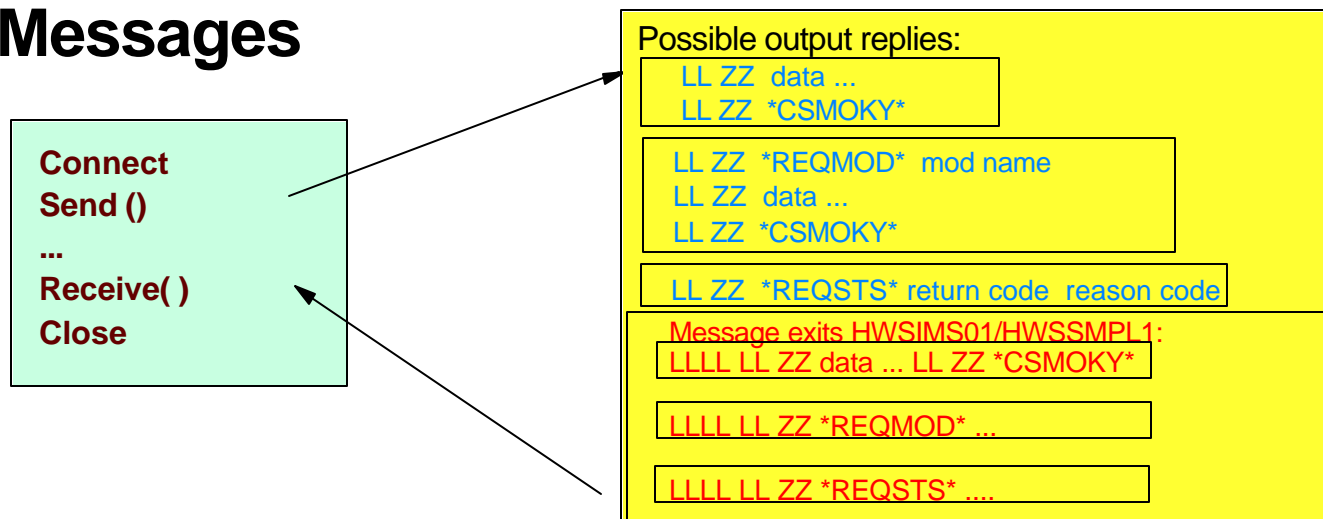 Messages
Connect
Send ()
...
Receive( )
Close
Possible output replies:
LL ZZ data ...
LL ZZ *CSMOKY*
LL ZZ *REQMOD* mod name
LL ZZ data ...
LL ZZ *CSMOKY*
LL ZZ *REQSTS* return code reason code
Message exits HWSIMS01/HWSSMPL1:
LLLL LL ZZ data ... LL ZZ *CSMOKY*
LLLL LL ZZ *REQMOD* ...
LLLL LL ZZ *REQSTS* ....